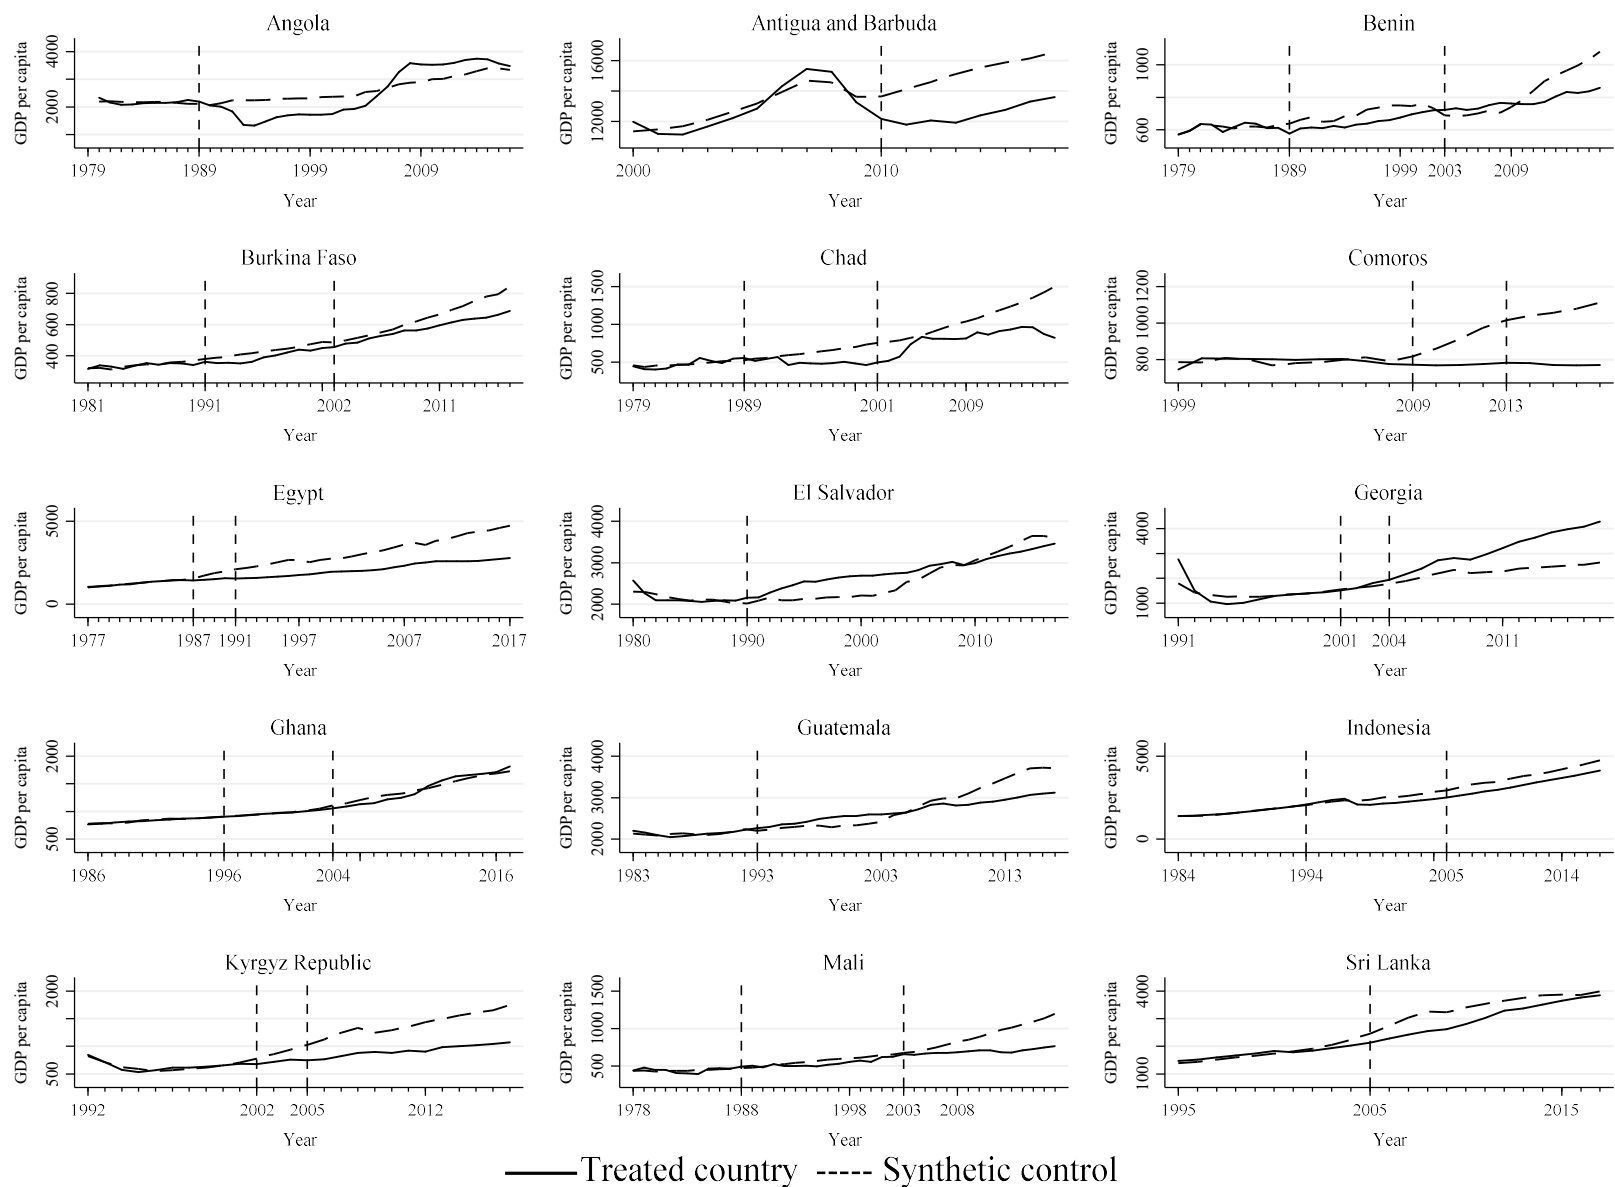 Angola
GDP per capita
4000
2000
1979 1989 1999 2009
Year
Antigua and Barbuda
GDP per capita
16000
12000
2000 2010
Year
Benin
GDP per capita
1000
600
1979 1989 1999 2003 2009
Year
Burkina Faso
GDP per capita
800
600
400
1981 1991 2002 2011
Year
Chad
GDP per capita
1500
1000
500
1979 1989 2001 2009
Year
Comoros
GDP per capita
1200
1000
800
1999 2009 2013
Year
Egypt
GDP per capita
5000
0
1977 1987 1991 1997 2007 2017
Year
El Salvador
GDP per capita
4000
3000
2000
1980 1990 2000 2010
Year
Georgia
GDP per capita
4000
1000
1991 2001 2004 2011
Year
Ghana
GDP per capita
2000
500
1986 1996 2004 2016
Year
Guatemala
GDP per capita
4000
3000
2000
1983 1993 2003 2013
Year
Indonesia
GDP per capita
5000
0
1984 1994 2005 2014
Year
Kyrgyz Republic
GDP per capita
2000
500
1992 2002 2005 2012
Year
Mali
GDP per capita
1500
1000
500
1978 1988 1998 2003 2008
Year
Sri Lanka
GDP per capita
4000
1000
1995 2005 2015
Year
Treated country Synthetic control